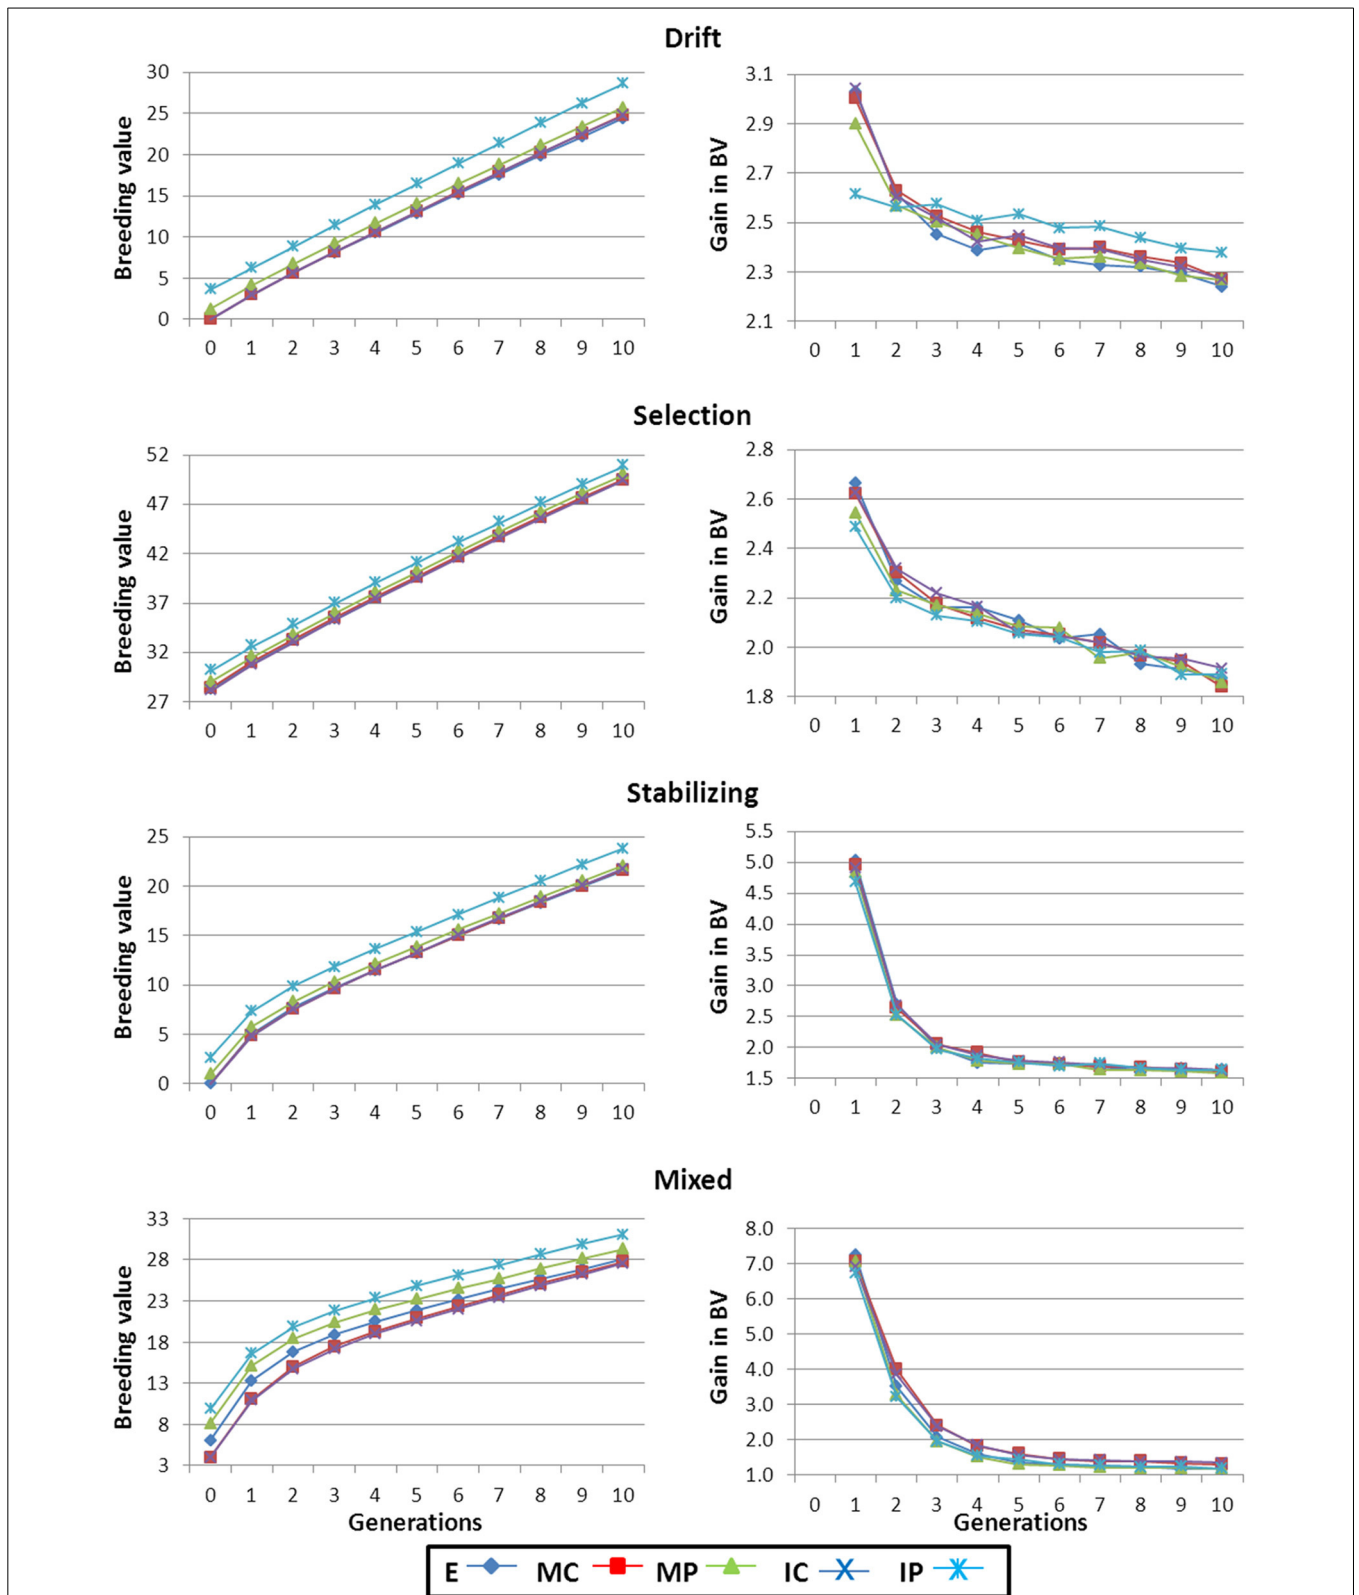 Drift
Breeding value
30
25
20
15
10
5
0
0 1 2 3 4 5 6 7 8 9 10
Gain in BV
3.1
2.9
2.7
2.5
2.3
2.1
0 1 2 3 4 5 6 7 8 9 10
Selection
Breeding value
52
47
42
37
32
27
0 1 2 3 4 5 6 7 8 9 10
Gain in BV
2.8
2.6
2.4
2.2
2.0
1.8
0 1 2 3 4 5 6 7 8 9 10
Stabilizing
Breeding value
25
20
15
10
5
0
0 1 2 3 4 5 6 7 8 9 10
Gain in BV
5.5
5.0
4.5
4.0
3.5
3.0
2.5
2.0
1.5
0 1 2 3 4 5 6 7 8 9 10
Mixed
Breeding value
33
28
23
18
13
8
3
0 1 2 3 4 5 6 7 8 9 10
Generations
Gain in BV
8.0
7.0
6.0
5.0
4.0
3.0
2.0
1.0
0 1 2 3 4 5 6 7 8 9 10
Generations
E MC MP IC IP